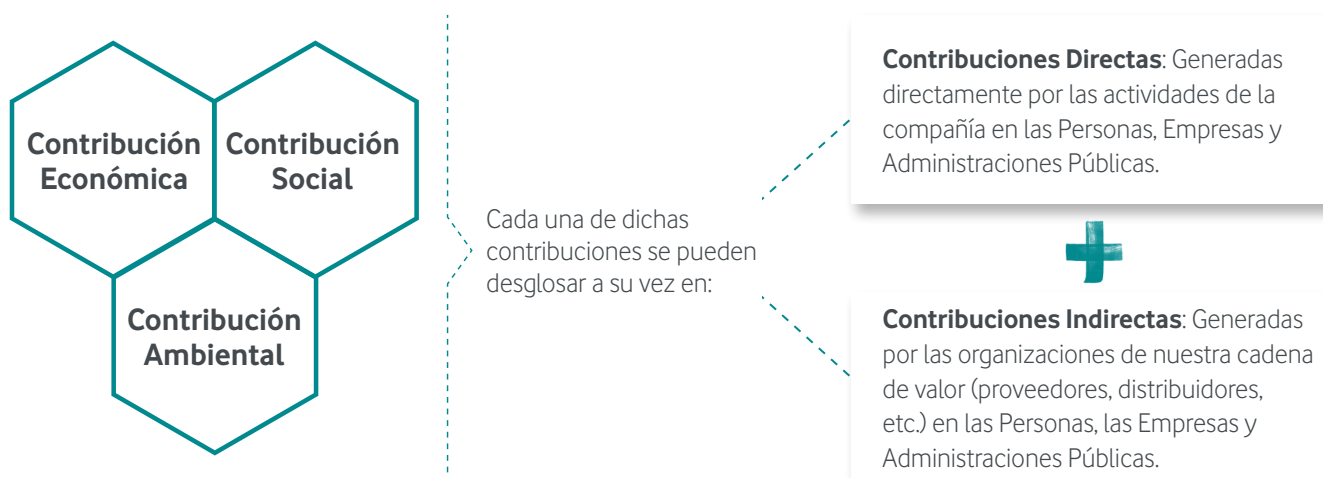 Contribución
Económica
Contribución
Social
Contribución
Ambiental
Cada una de dichas
contribuciones se pueden
desglosar a su vez en:
Contribuciones Directas: Generadas
directamente por las actividades de la
compañía en las Personas, Empresas y
Administraciones Públicas.
Contribuciones Indirectas: Generadas
por las organizaciones de nuestra cadena
de valor (proveedores, distribuidores,
etc.) en las Personas, las Empresas y
Administraciones Públicas.